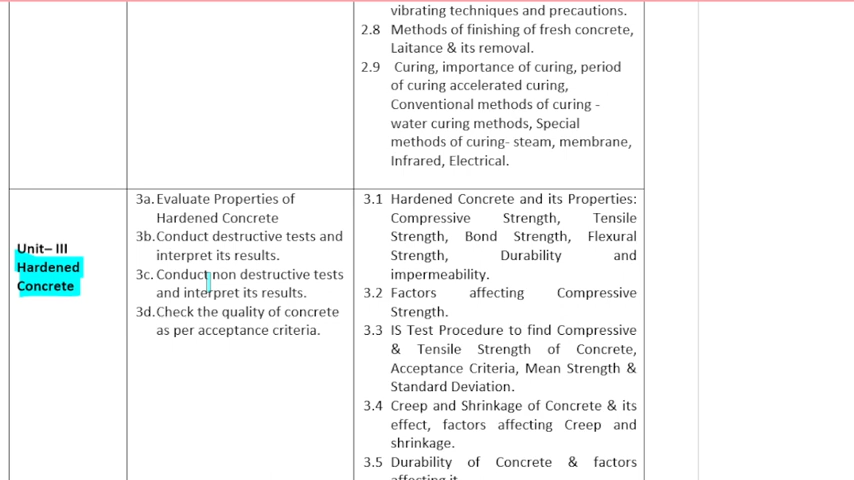 vibrating techniques and precautions.
2.8 Methods of finishing of fresh concrete,
Laitance & its removal.
2.9 Curing, importance of curing, period
of curing accelerated curing,
Conventional methods of curing -
water curing methods, Special
methods of curing- steam, membrane,
Infrared, Electrical.
Unit– III
Hardened
Concrete
3a. Evaluate Properties of
Hardened Concrete
3b. Conduct destructive tests and
interpret its results.
3c. Conduct non destructive tests
and interpret its results.
3d. Check the quality of concrete
as per acceptance criteria.
3.1 Hardened Concrete and its Properties:
Compressive Strength, Tensile
Strength, Bond Strength, Flexural
Strength, Durability and
impermeability.
3.2 Factors affecting Compressive
Strength.
3.3 IS Test Procedure to find Compressive
& Tensile Strength of Concrete,
Acceptance Criteria, Mean Strength &
Standard Deviation.
3.4 Creep and Shrinkage of Concrete & its
effect, factors affecting Creep and
shrinkage.
3.5 Durability of Concrete & factors
affecting it